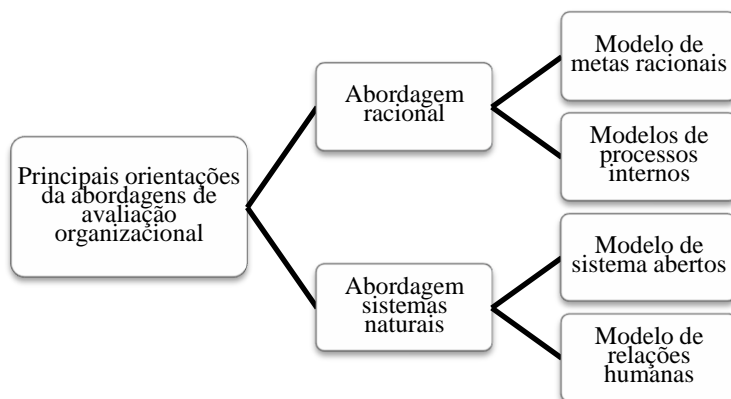 Principais orientações
da abordagens de
avaliação
organizacional
Abordagem
racional
Modelo de
metas racionais
Modelos de
processos
internos
Abordagem
sistemas
naturais
Modelo de
sistema abertos
Modelo de
relações
humanas